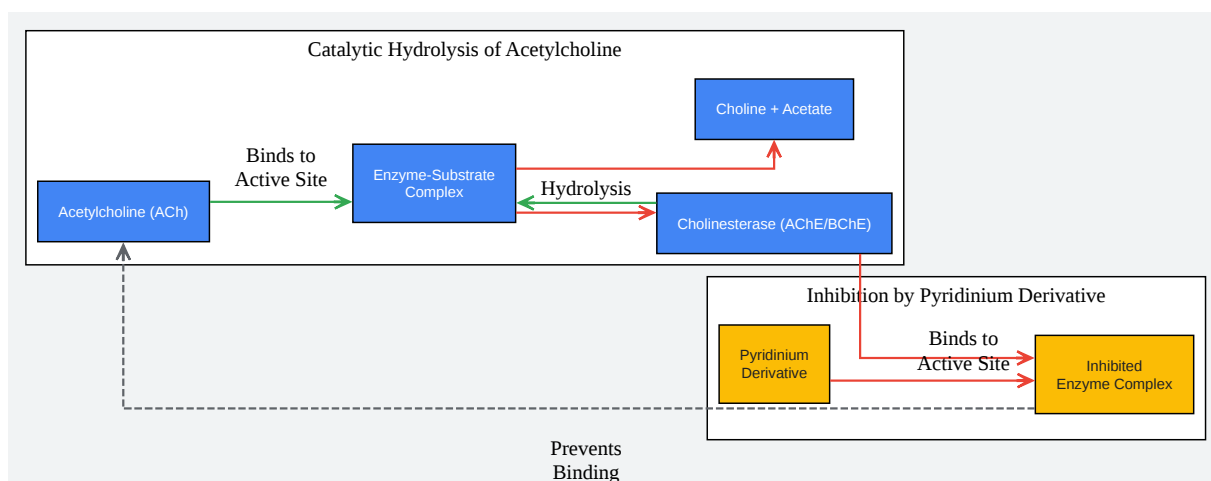 Catalytic Hydrolysis of Acetylcholine
Choline + Acetate
Binds to
Active Site
Enzyme-Substrate
Complex
Hydrolysis
Acetylcholine (ACh)
Cholinesterase (AChE/BChE)
Inhibition by Pyridinium Derivative
Pyridinium
Derivative
Binds to
Active Site
Inhibited
Enzyme Complex
Prevents
Binding